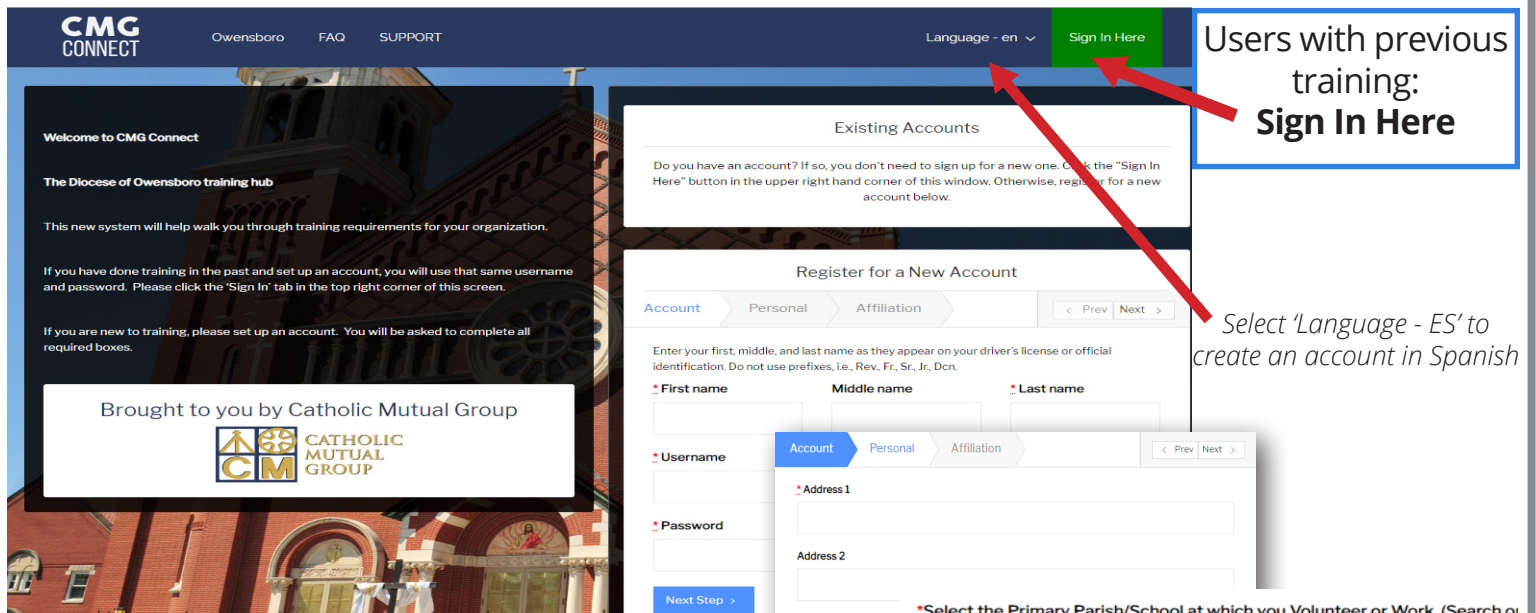 CMG
CONNECT
Owensboro FAQ SUPPORT
Language - en
Sign In Here
Users with previous
training:
Sign In Here
Welcome to CMG Connect
The Diocese of Owensboro training hub
This new system will help walk you through training requirements for your organization.
If you have done training in the past and set up an account, you will use that same username
and password. Please click the 'Sign In' tab in the top right corner of this screen.
If you are new to training, please set up an account. You will be asked to complete all
required boxes.
Brought to you by Catholic Mutual Group
A
CM
CATHOLIC
MUTUAL
GROUP
Existing Accounts
Do you have an account? If so, you don't need to sign up for a new one. Click the "Sign In
Here" button in the upper right hand corner of this window. Otherwise, register for a new
account below.
Register for a New Account
Account Personal Affiliation < Prev Next >
Enter your first, middle, and last name as they appear on your driver's license or official
identification. Do not use prefixes, i.e., Rev., Fr., Sr., Jr., Dcn.
* First name Middle name * Last name
* Username
* Password
Next Step >
Select ‘Language - ES’ to
create an account in Spanish
Account Personal Affiliation < Prev Next >
* Address 1
Address 2
*Select the Primary Parish/School at which you Volunteer or Work. (Search